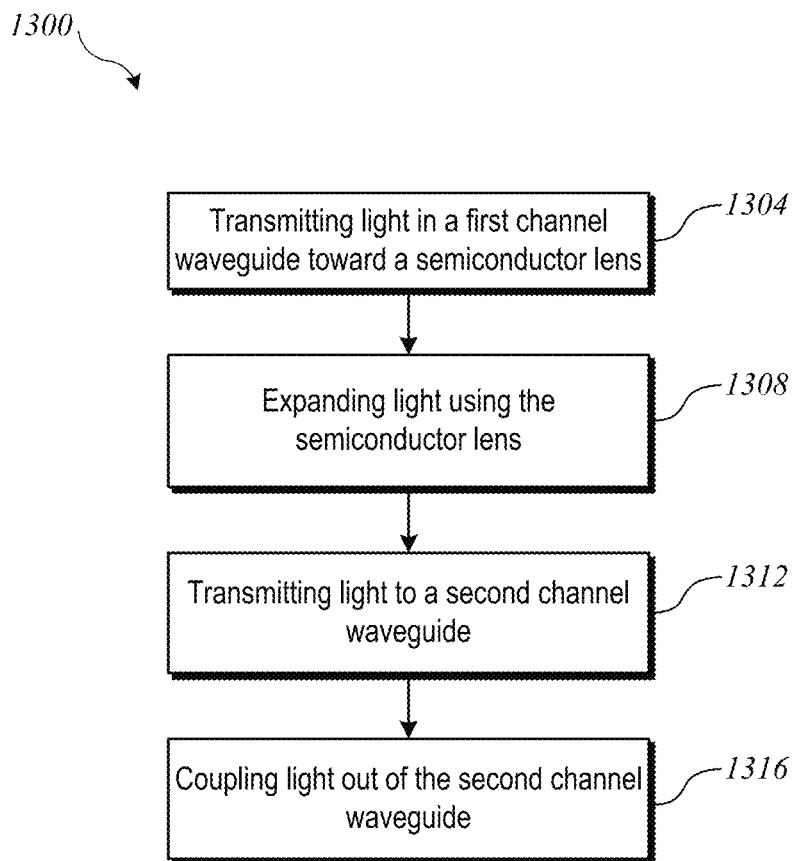 1300
Transmitting light in a first channel
waveguide toward a semiconductor lens
1304
Expanding light using the
semiconductor lens
1308
Transmitting light to a second channel
waveguide
1312
Coupling light out of the second channel
waveguide
1316